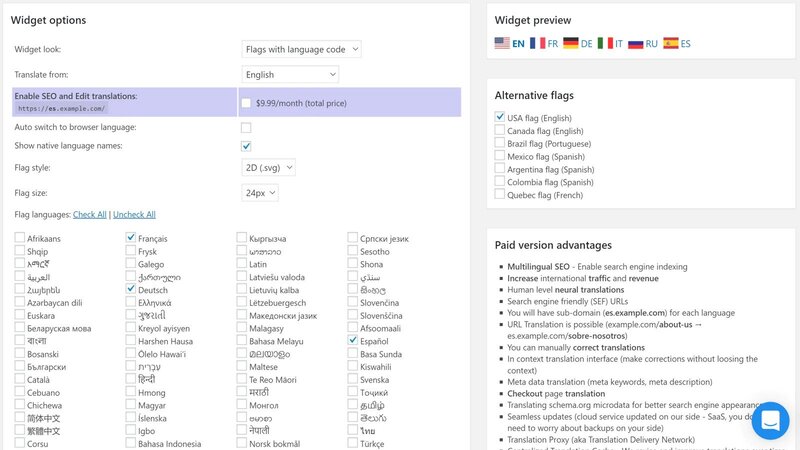 Widget options
Widget look:
Flags with language code
Translate from:
English
Enable SEO and Edit translations:
https://es.example.com/
$9.99/month (total price)
Auto switch to browser language:
Show native language names:
Flag style:
2D (.svg)
Flag size:
24px
Flag languages: Check All | Uncheck All
Afrikaans
Shqip
አማርኛ
العربية
Հայերեն
Azərbaycan dili
Euskara
Беларуская мова
বাংলা
Bosanski
Български
Català
Cebuano
Chichewa
简体中文
繁體中文
Corsu
Français
Frysk
Galego
ქართული
Deutsch
Ελληνικά
ગુજરાતી
Kreyol ayisyen
Harshen Hausa
Ōlelo Hawaiʻi
עִבְרִית
हिन्दी
Hmong
Magyar
Íslenska
Igbo
Bahasa Indonesia
Кыргызча
ພາສາລາວ
Latin
Latviešu valoda
Lietuvių kalba
Lëtzebuergesch
Македонски јазик
Malagasy
Bahasa Melayu
മലയാളം
Maltese
Te Reo Māori
मराठी
Монгол
ဗမာစာ
नेपाली
Norsk bokmål
Српски језик
Sesotho
Shona
سنڌي
සිංහල
Slovenčina
Slovenščina
Afsoomaali
Español
Basa Sunda
Kiswahili
Svenska
Тоҷикӣ
தமிழ்
తెలుగు
ไทย
Türkçe
Widget preview
EN FR DE IT RU ES
Alternative flags
USA flag (English)
Canada flag (English)
Brazil flag (Portuguese)
Mexico flag (Spanish)
Argentina flag (Spanish)
Colombia flag (Spanish)
Quebec flag (French)
Paid version advantages
Multilingual SEO - Enable search engine indexing
Increase international traffic and revenue
Human level neural translations
Search engine friendly (SEF) URLs
You will have sub-domain (es.example.com) for each language
URL Translation is possible (example.com/about-us →
es.example.com/sobre-nosotros)
You can manually correct translations
In context translation interface (make corrections without loosing the
context)
Meta data translation (meta keywords, meta description)
Checkout page translation
Translating schema.org microdata for better search engine appearance
Seamless updates (cloud service updated on our side - SaaS, you do
need to worry about backups on your side)
Translation Proxy (aka Translation Delivery Network)